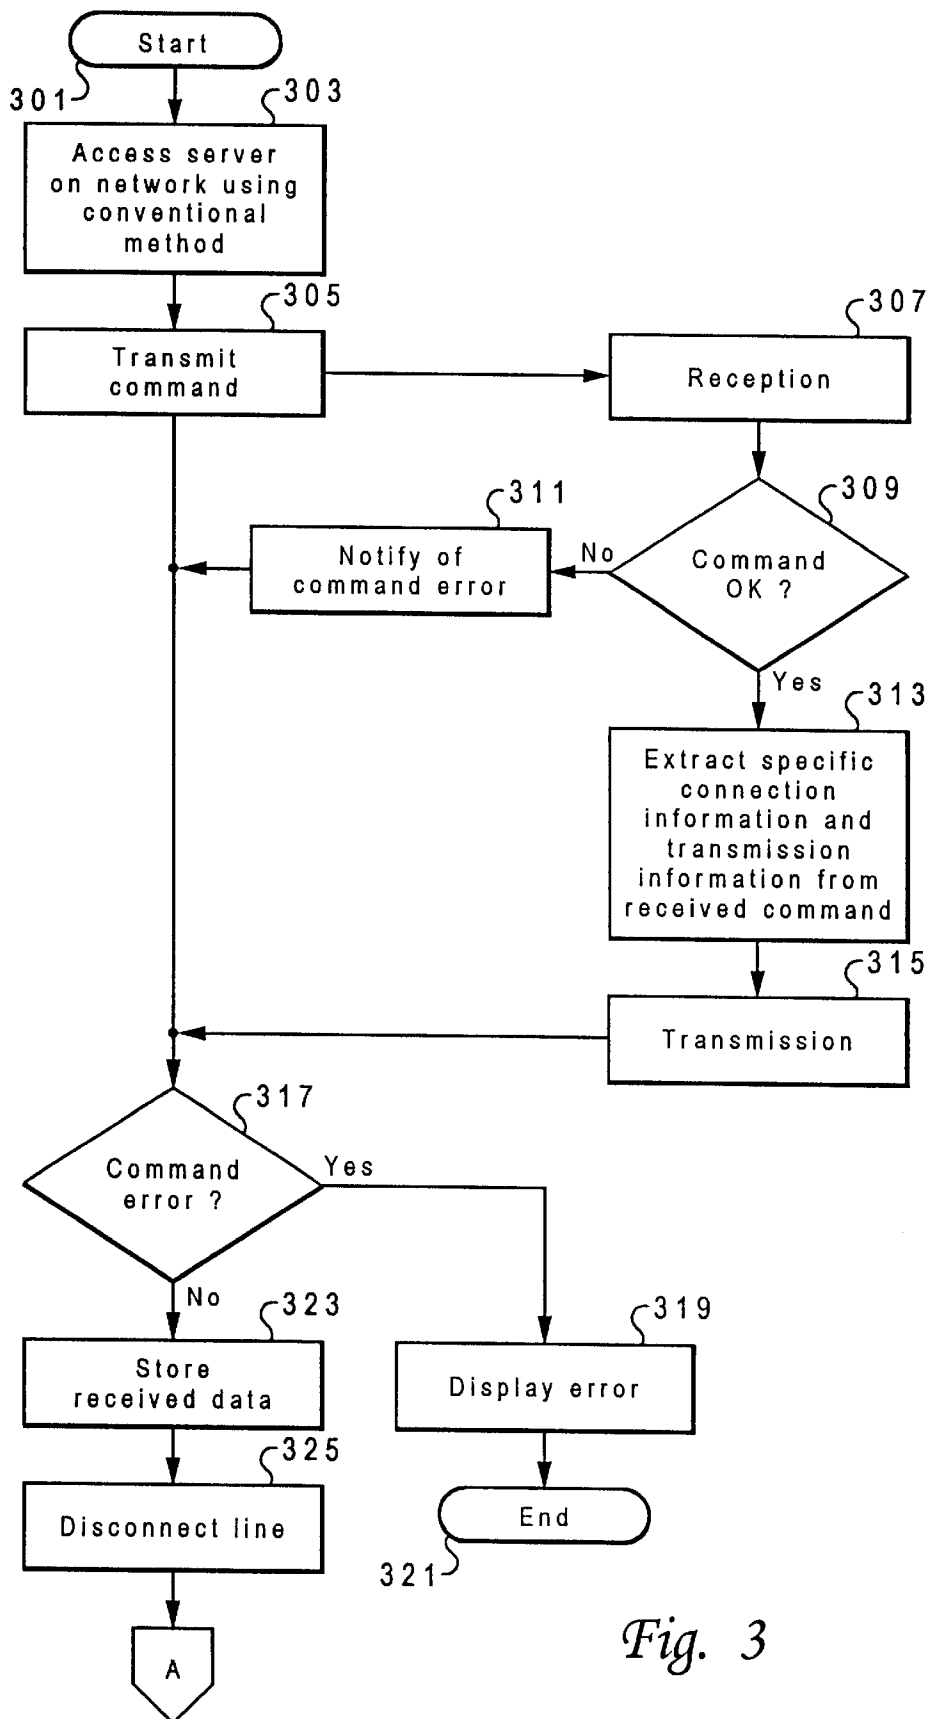 Start
301
303
Access server
on network using
conventional
method
305
Transmit
command
307
Reception
309
Command
OK ?
No
311
Notify of
command error
Yes
313
Extract specific
connection
information and
transmission
information from
received command
315
Transmission
317
Command
error ?
Yes
No
323
Store
received data
319
Display error
325
Disconnect line
End
321
A
Fig. 3